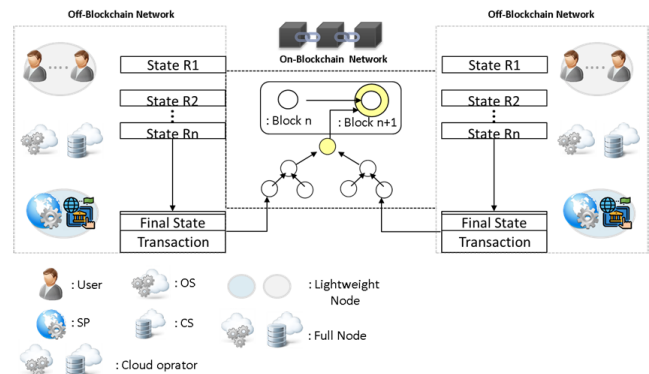 Off-Blockchain Network
Off-Blockchain Network
On-Blockchain Network
State R1
State R2
State Rn
Final State
Transaction
: Block n
: Block n+1
State R1
State R2
State Rn
Final State
Transaction
: User
: OS
: Lightweight
Node
: SP
: CS
: Full Node
: Cloud oprator